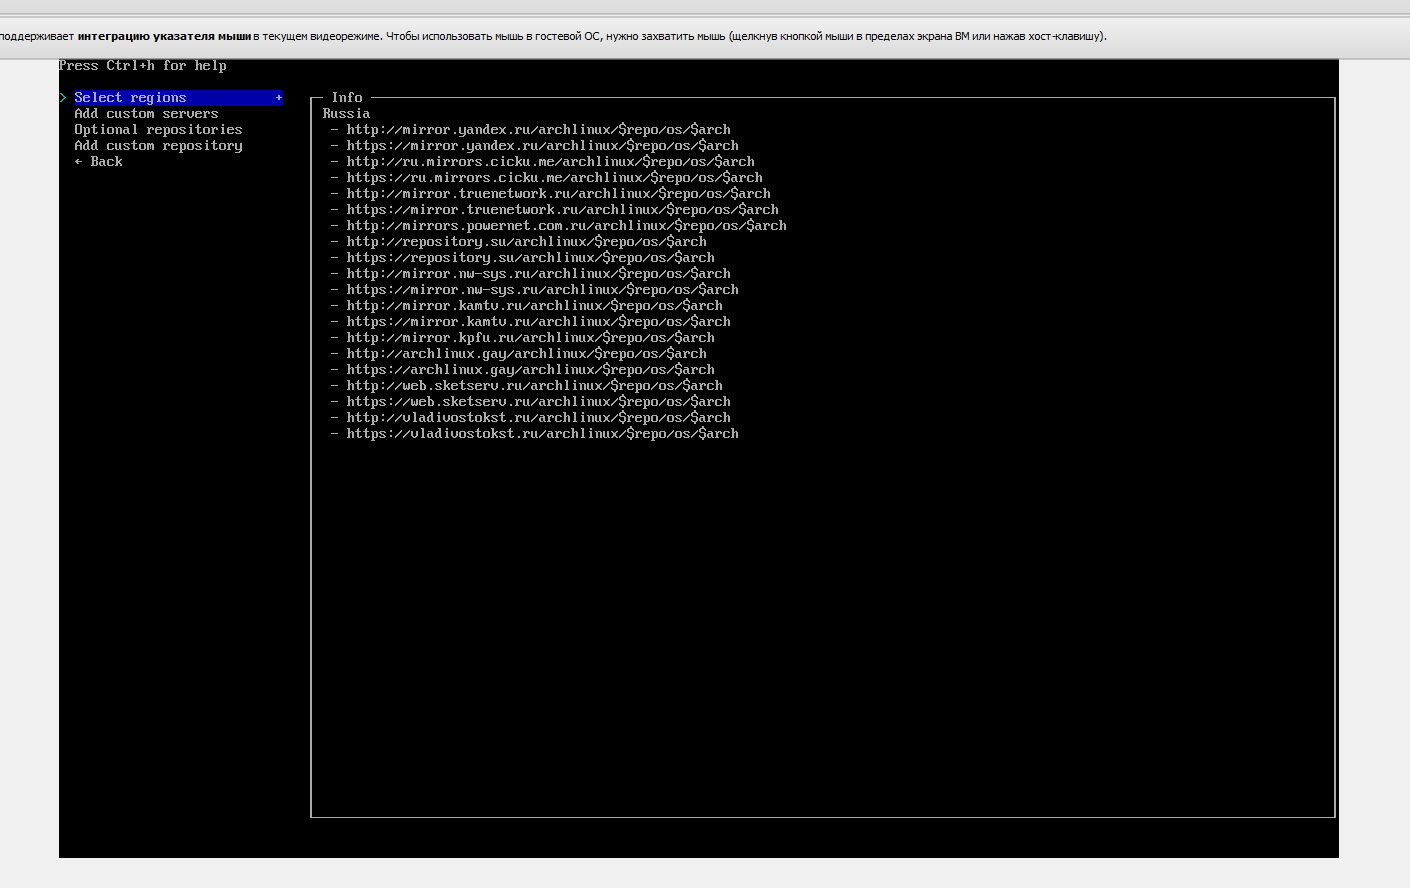 поддерживает интеграцию указателя мыши в текущем видеорежиме. Чтобы использовать мышь в гостевой ОС, нужно захватить мышь (щелкнув кнопкой мыши в пределах экрана ВМ или нажав хост-клавишу).
Press Ctrl+h for help
> Select regions +
Add custom servers
Optional repositories
Add custom repository
← Back
Info
Russia
- http://mirror.yandex.ru/archlinux/$repo/os/$arch
- https://mirror.yandex.ru/archlinux/$repo/os/$arch
- http://ru.mirrors.cicku.me/archlinux/$repo/os/$arch
- https://ru.mirrors.cicku.me/archlinux/$repo/os/$arch
- http://mirror.truenetwork.ru/archlinux/$repo/os/$arch
- https://mirror.truenetwork.ru/archlinux/$repo/os/$arch
- http://mirrors.powernet.com.ru/archlinux/$repo/os/$arch
- http://repository.su/archlinux/$repo/os/$arch
- https://repository.su/archlinux/$repo/os/$arch
- http://mirror.nw-sys.ru/archlinux/$repo/os/$arch
- https://mirror.nw-sys.ru/archlinux/$repo/os/$arch
- http://mirror.kamtv.ru/archlinux/$repo/os/$arch
- https://mirror.kamtv.ru/archlinux/$repo/os/$arch
- http://mirror.kpfu.ru/archlinux/$repo/os/$arch
- http://archlinux.gay/archlinux/$repo/os/$arch
- https://archlinux.gay/archlinux/$repo/os/$arch
- http://web.sketserv.ru/archlinux/$repo/os/$arch
- https://web.sketserv.ru/archlinux/$repo/os/$arch
- http://vladivostokst.ru/archlinux/$repo/os/$arch
- https://vladivostokst.ru/archlinux/$repo/os/$arch